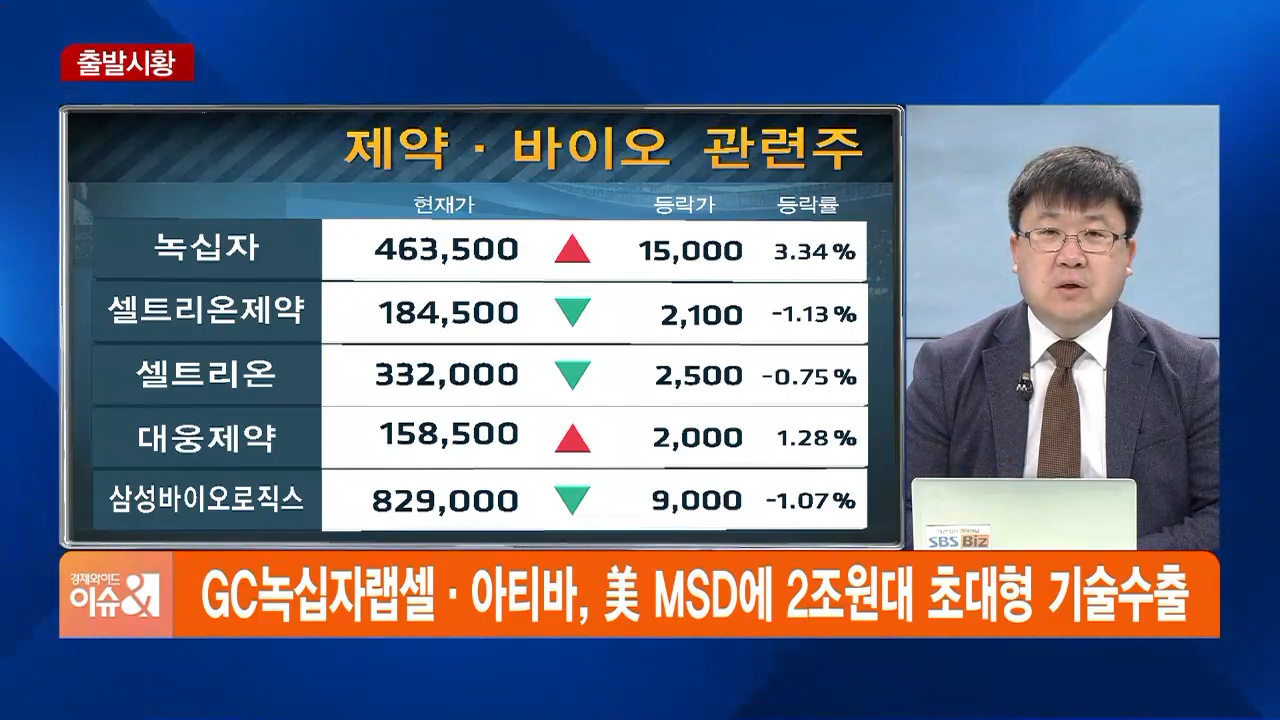 출발시황
제약 · 바이오 관련주
현재가 등락가 등락률
녹십자 463,500 ▲ 15,000 3.34 %
셀트리온제약 184,500 ▼ 2,100 -1.13 %
셀트리온 332,000 ▼ 2,500 -0.75 %
대웅제약 158,500 ▲ 2,000 1.28 %
삼성바이오로직스 829,000 ▼ 9,000 -1.07 %
SBS Biz
경제와이드
이슈&
GC녹십자랩셀 · 아티바, 美 MSD에 2조원대 초대형 기술수출